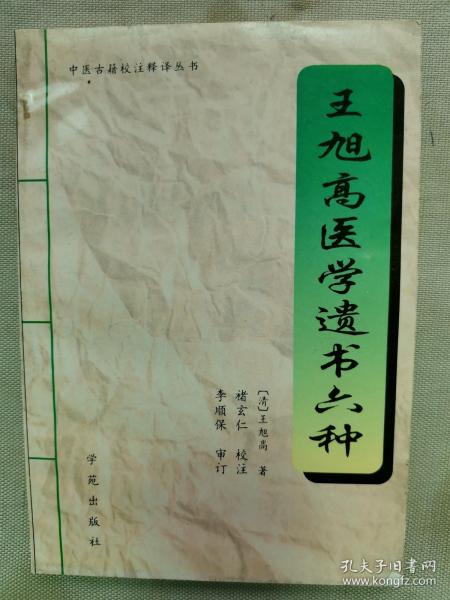 中医古籍校注释译丛书
王旭高医学遗书六种
〔清〕王旭高 著
褚玄仁 校注
李顺保 审订
学苑出版社
孔夫子旧书网
www.kongfz.com